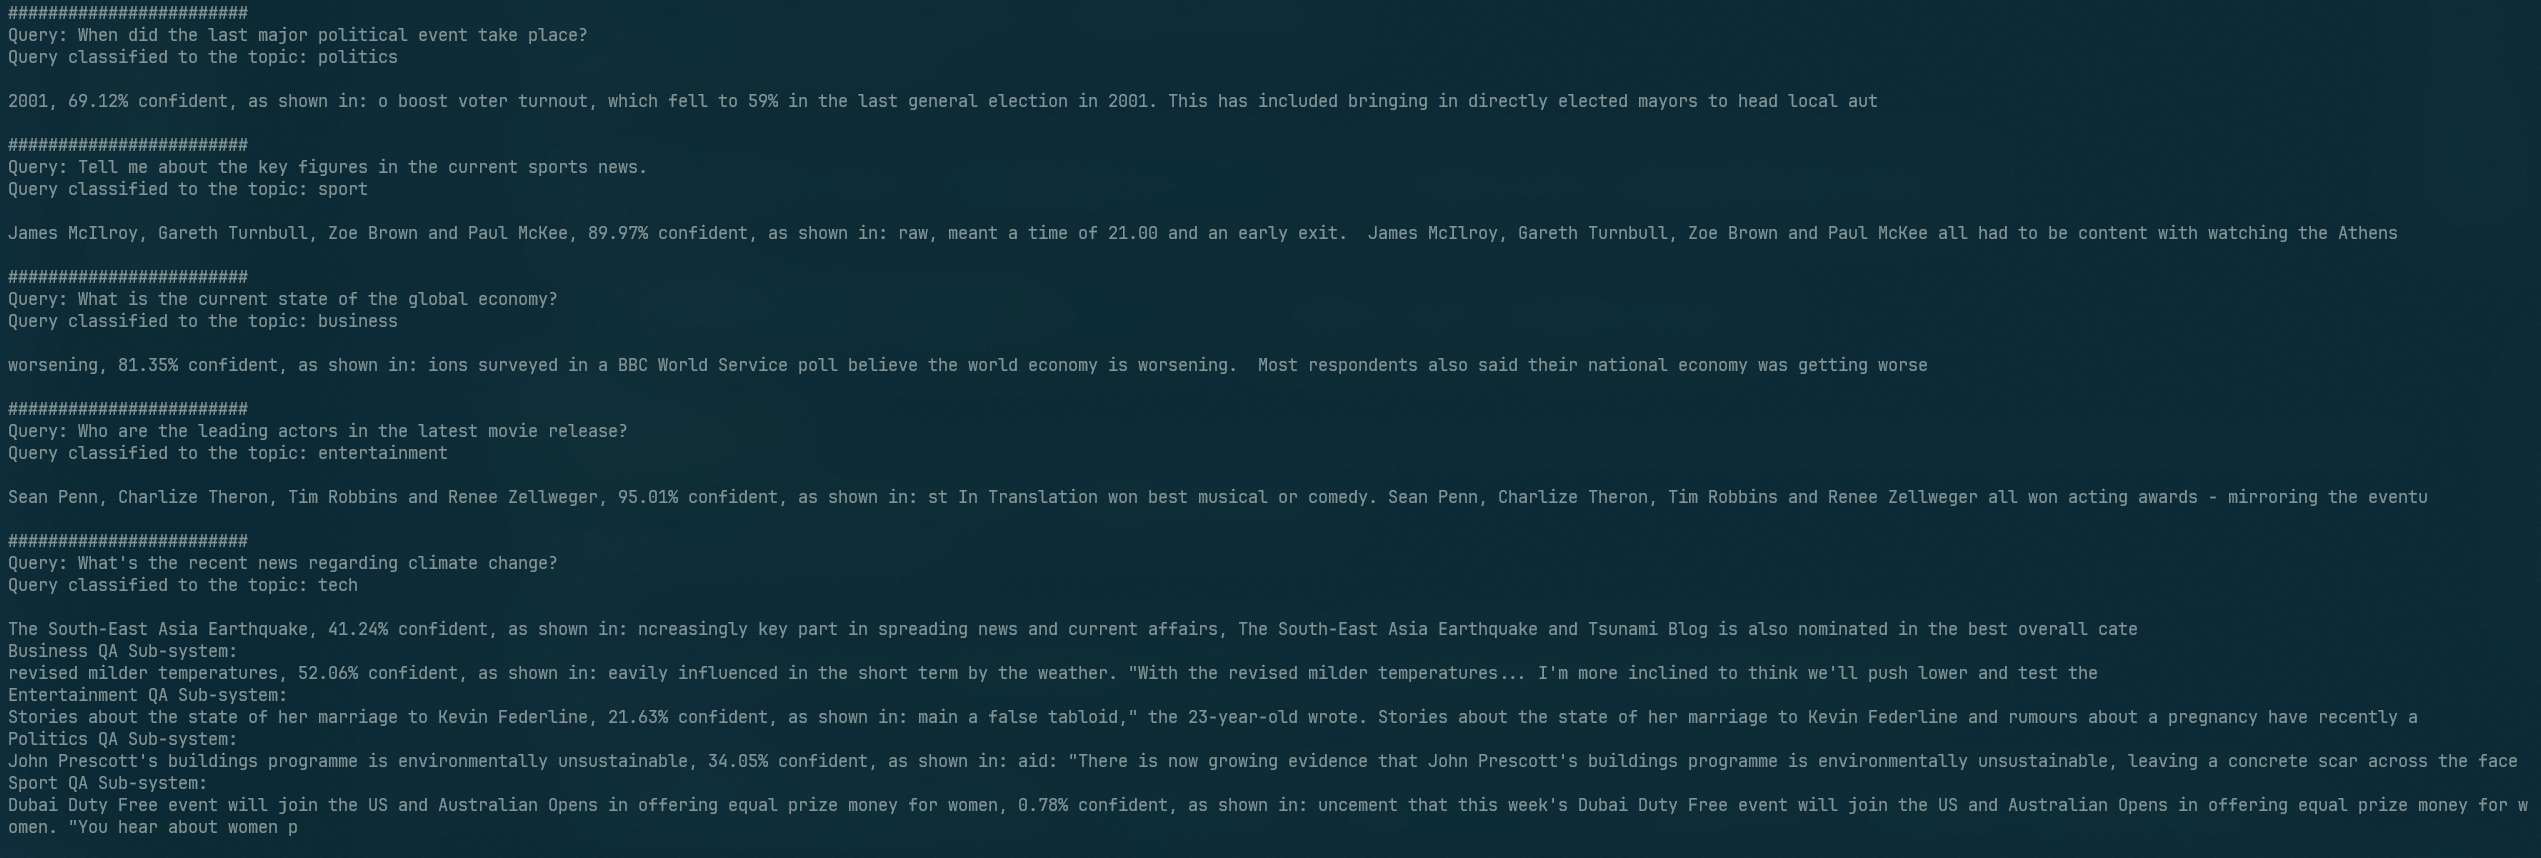 ########################
Query: When did the last major political event take place?
Query classified to the topic: politics
2001, 69.12% confident, as shown in: o boost voter turnout, which fell to 59% in the last general election in 2001. This has included bringing in directly elected mayors to head local aut
########################
Query: Tell me about the key figures in the current sports news.
Query classified to the topic: sport
James McIlroy, Gareth Turnbull, Zoe Brown and Paul McKee, 89.97% confident, as shown in: raw, meant a time of 21.00 and an early exit.  James McIlroy, Gareth Turnbull, Zoe Brown and Paul McKee all had to be content with watching the Athens
########################
Query: What is the current state of the global economy?
Query classified to the topic: business
worsening, 81.35% confident, as shown in: ions surveyed in a BBC World Service poll believe the world economy is worsening.  Most respondents also said their national economy was getting worse
########################
Query: Who are the leading actors in the latest movie release?
Query classified to the topic: entertainment
Sean Penn, Charlize Theron, Tim Robbins and Renee Zellweger, 95.01% confident, as shown in: st In Translation won best musical or comedy. Sean Penn, Charlize Theron, Tim Robbins and Renee Zellweger all won acting awards - mirroring the eventu
########################
Query: What's the recent news regarding climate change?
Query classified to the topic: tech
The South-East Asia Earthquake, 41.24% confident, as shown in: ncreasingly key part in spreading news and current affairs, The South-East Asia Earthquake and Tsunami Blog is also nominated in the best overall cate
Business QA Sub-system:
revised milder temperatures, 52.06% confident, as shown in: eavily influenced in the short term by the weather. "With the revised milder temperatures... I'm more inclined to think we'll push lower and test the
Entertainment QA Sub-system:
Stories about the state of her marriage to Kevin Federline, 21.63% confident, as shown in: main a false tabloid," the 23-year-old wrote. Stories about the state of her marriage to Kevin Federline and rumours about a pregnancy have recently a
Politics QA Sub-system:
John Prescott's buildings programme is environmentally unsustainable, 34.05% confident, as shown in: aid: "There is now growing evidence that John Prescott's buildings programme is environmentally unsustainable, leaving a concrete scar across the face
Sport QA Sub-system:
Dubai Duty Free event will join the US and Australian Opens in offering equal prize money for women, 0.78% confident, as shown in: uncement that this week's Dubai Duty Free event will join the US and Australian Opens in offering equal prize money for w
omen. "You hear about women p